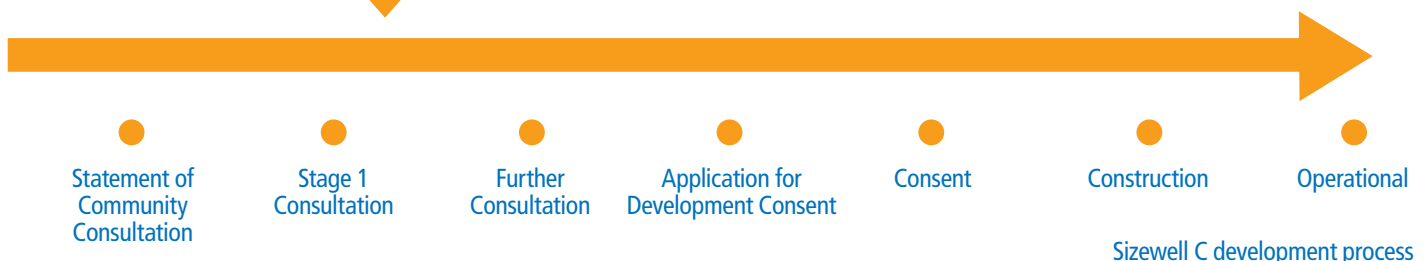 Statement of
Community
Consultation
Stage 1
Consultation
Further
Consultation
Application for
Development Consent
Consent
Construction
Operational
Sizewell C development process